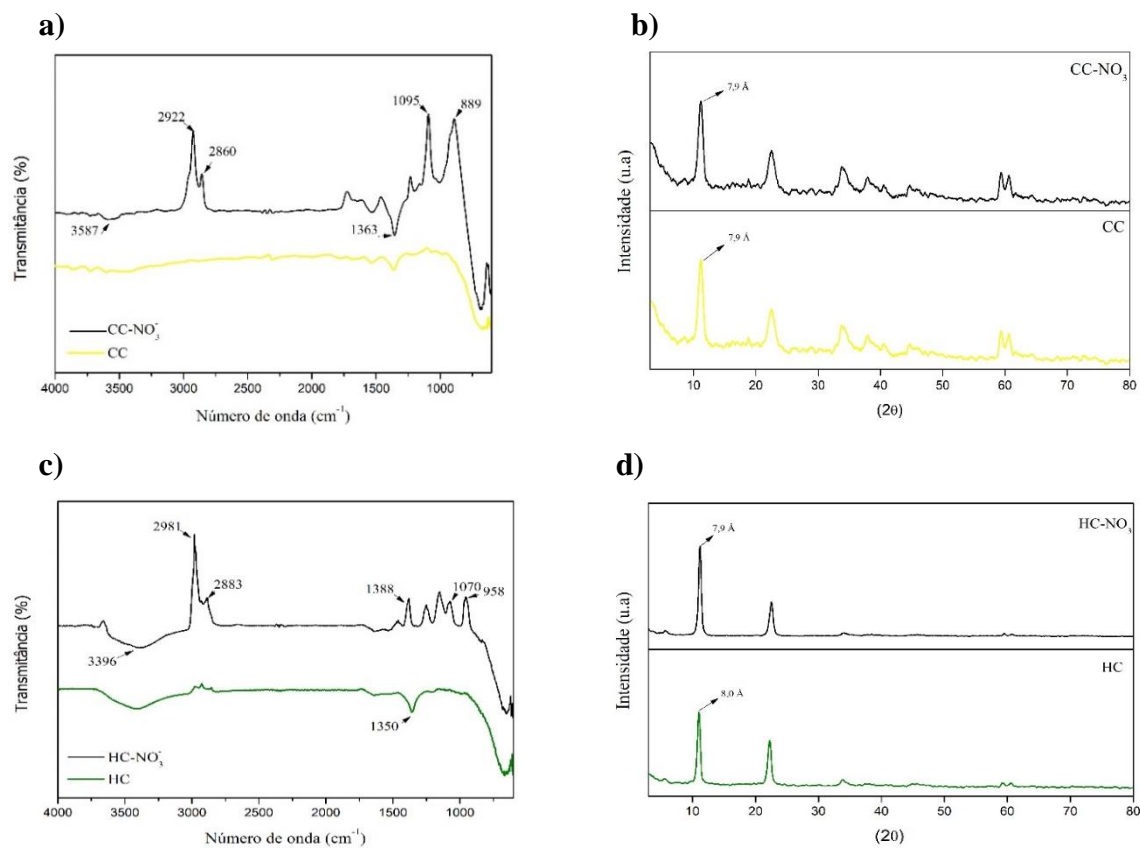 a)
2922
2860
3587
1095
889
1363
Transmitância (%)
CC-NO₃⁻
CC
4000 3500 3000 2500 2000 1500 1000
Número de onda (cm⁻¹)
b)
CC-NO₃
7,9 Å
CC
7,9 Å
Intensidade (u.a)
10 20 30 40 50 60 70 80
(2θ)
c)
2981
2883
3396
1388
1070
958
1350
Transmitância (%)
HC-NO₃⁻
HC
4000 3500 3000 2500 2000 1500 1000
Número de onda (cm⁻¹)
d)
HC-NO₃
7,9 Å
HC
8,0 Å
Intensidade (u.a)
10 20 30 40 50 60 70 80
(2θ)